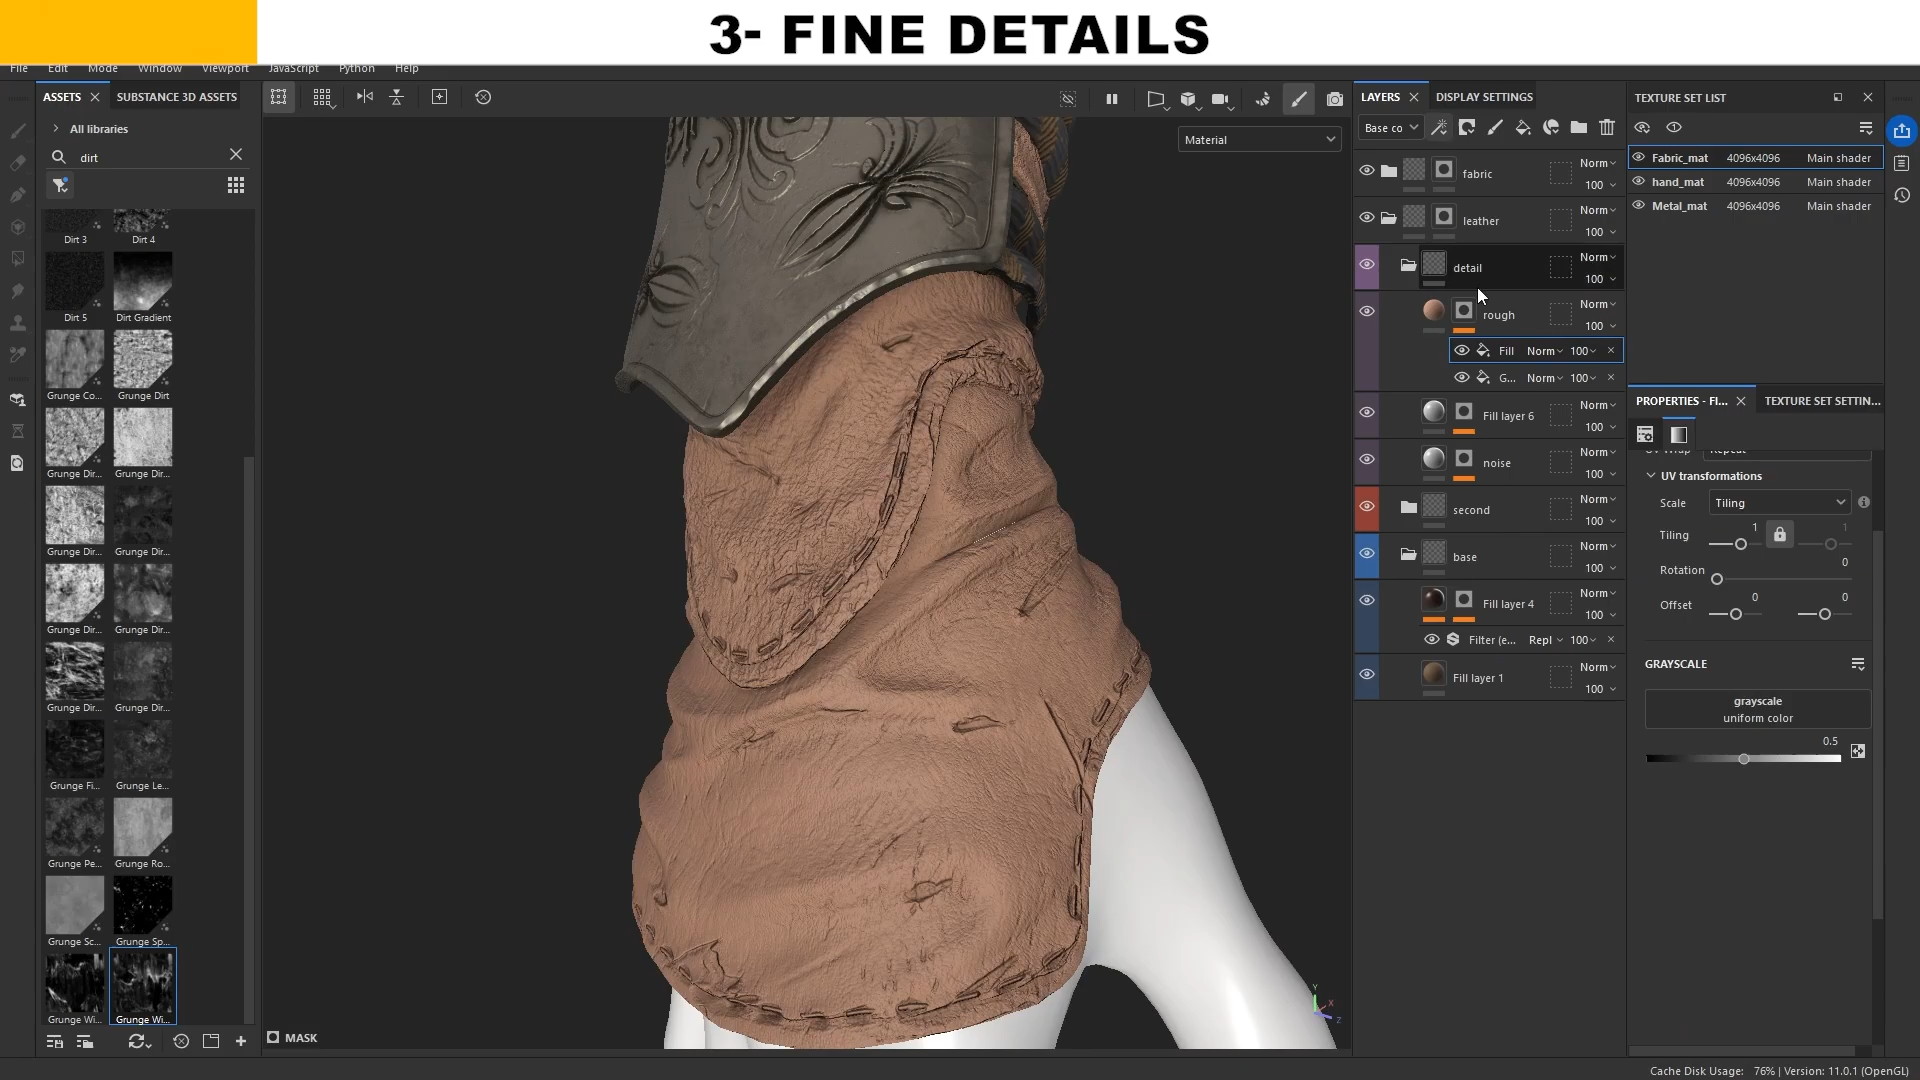 3- FINE DETAILS
File Edit Mode Window Viewport JavaScript Python Help
ASSETS
SUBSTANCE 3D ASSETS
All libraries
dirt
Dirt 3
Dirt 4
Dirt 5
Dirt Gradient
Grunge Co...
Grunge Dirt
Grunge Dir...
Grunge Dir...
Grunge Dir...
Grunge Dir...
Grunge Dir...
Grunge Dir...
Grunge Dir...
Grunge Dir...
Grunge Fi...
Grunge Le...
Grunge Pe...
Grunge Ro...
Grunge Sc...
Grunge Sp...
Grunge Wi...
Grunge Wi...
Material
MASK
Y
X
Z
LAYERS
DISPLAY SETTINGS
Base co
fabric
Norm
100
leather
Norm
100
detail
Norm
100
rough
Norm
100
Fill Norm 100
G... Norm 100
Fill layer 6
Norm
100
noise
Norm
100
second
Norm
100
base
Norm
100
Fill layer 4
Norm
100
Filter (e... Repl 100
Fill layer 1
Norm
100
TEXTURE SET LIST
Fabric_mat 4096x4096 Main shader
hand_mat 4096x4096 Main shader
Metal_mat 4096x4096 Main shader
PROPERTIES - FI...
TEXTURE SET SETTIN...
UV Wrap Repeat
UV transformations
Scale Tiling
Tiling 1 1
Rotation 0
Offset 0 0
GRAYSCALE
grayscale
uniform color
0.5
Cache Disk Usage: 76% | Version: 11.0.1 (OpenGL)